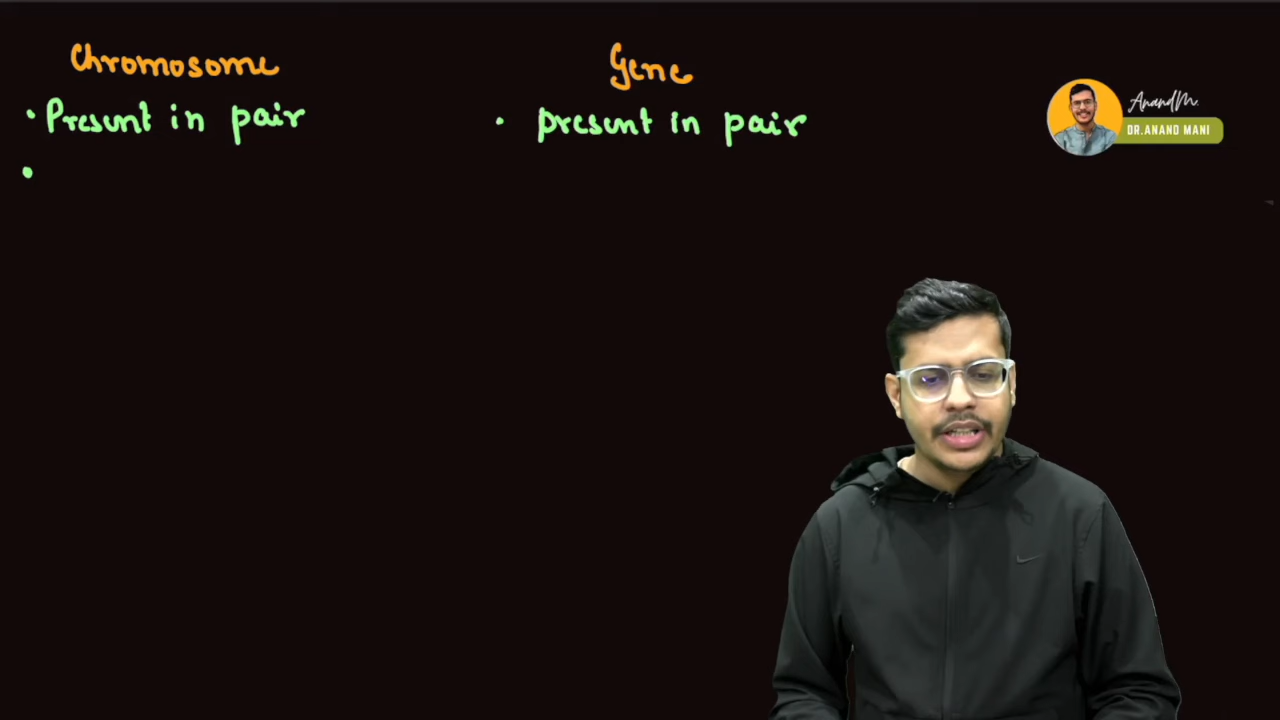 Chromosome
Gene
• Present in pair
• present in pair
•
AnandM.
DR.ANAND MANI